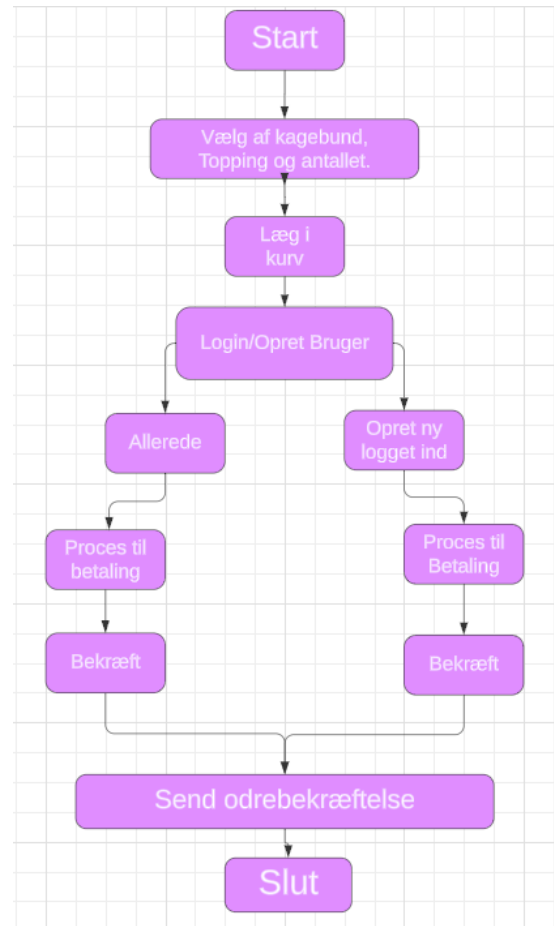 Start
Vælg af kagebund,
Topping og antallet.
Læg i
kurv
Login/Opret Bruger
Allerede
Opret ny
logget ind
Proces til
betaling
Proces til
Betaling
Bekræft
Bekræft
Send odrebekræftelse
Slut